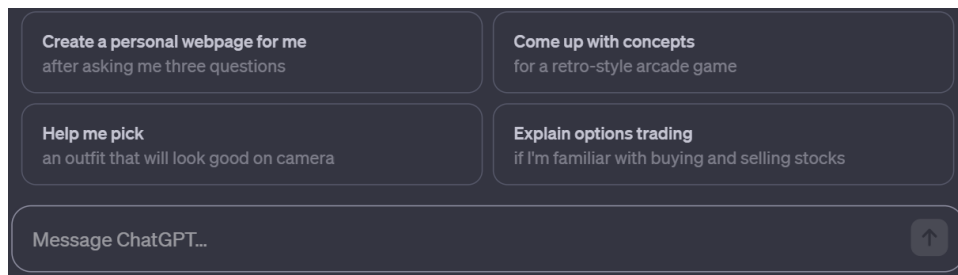 Create a personal webpage for me
after asking me three questions
Come up with concepts
for a retro-style arcade game
Help me pick
an outfit that will look good on camera
Explain options trading
if I'm familiar with buying and selling stocks
Message ChatGPT...